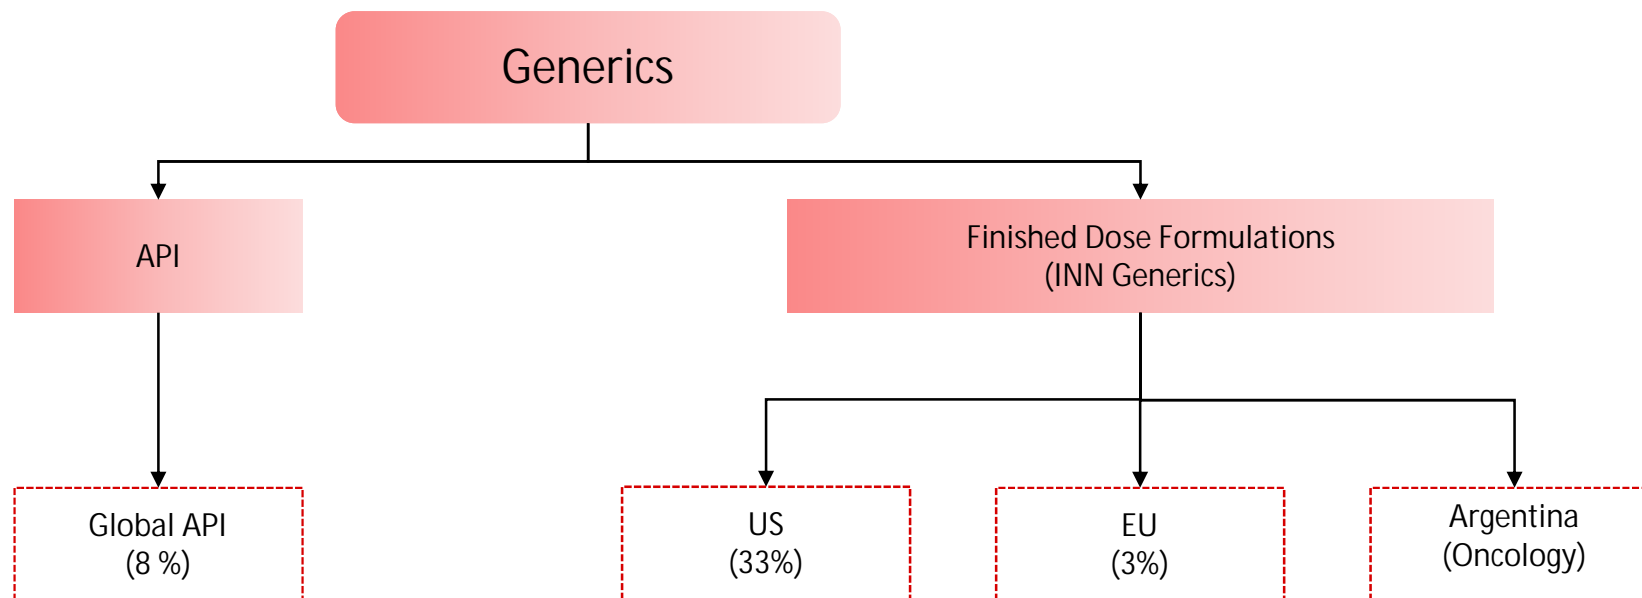 Generics
API
Finished Dose Formulations
(INN Generics)
Global API
(8 %)
US
(33%)
EU
(3%)
Argentina
(Oncology)